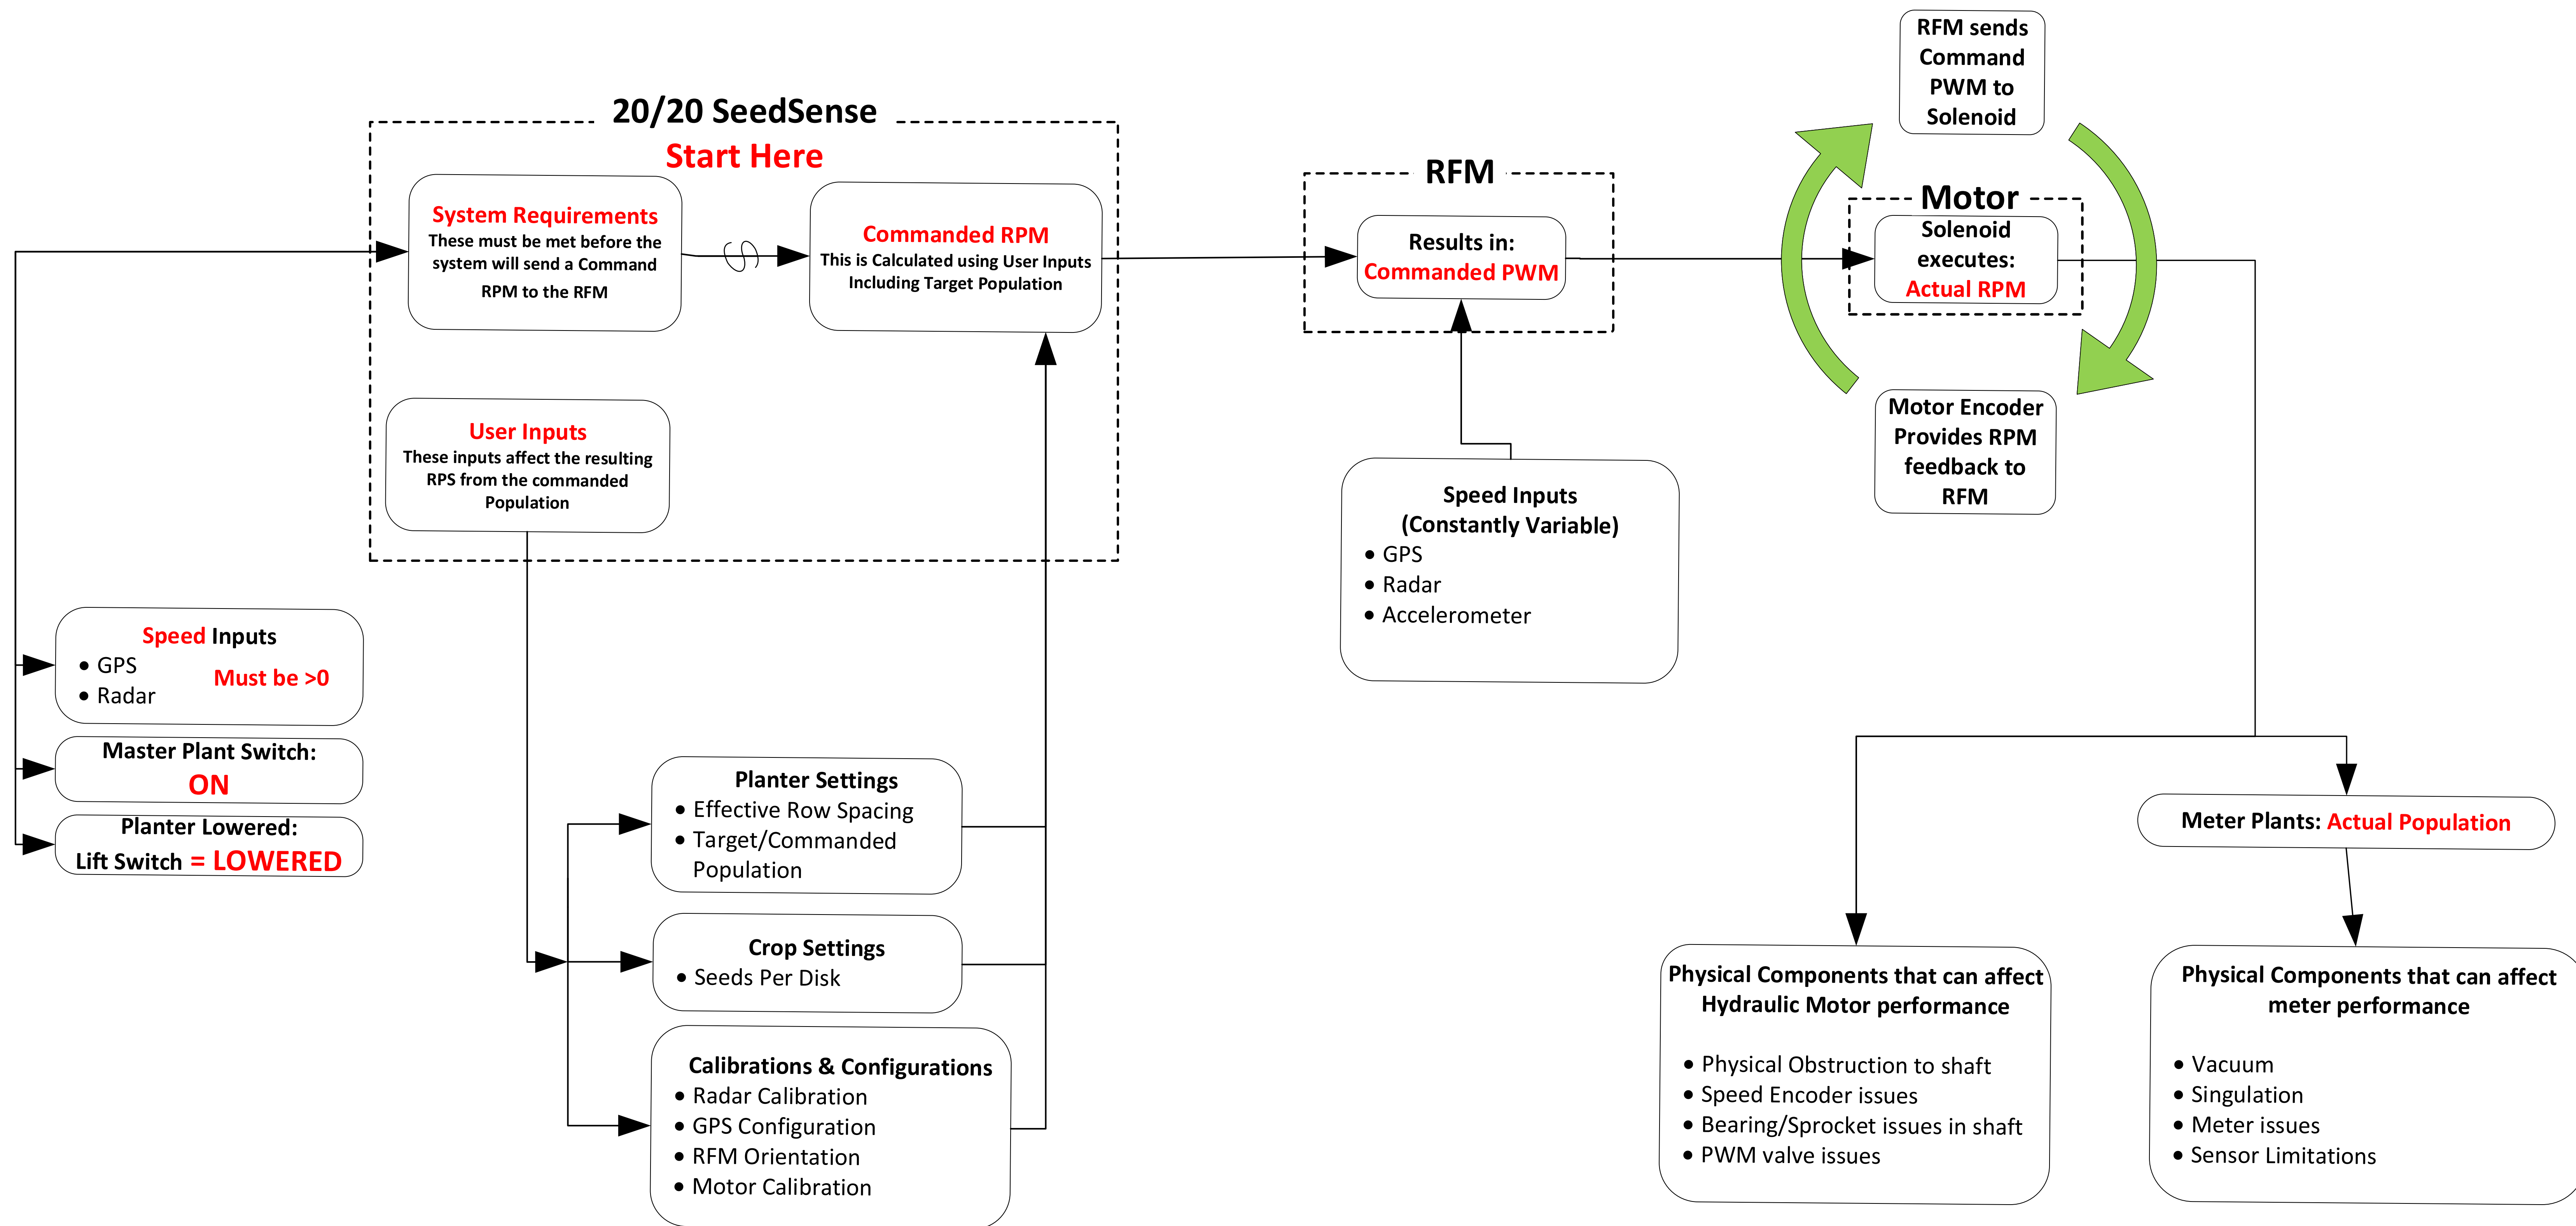 20/20 SeedSense
Start Here
System Requirements
These must be met before the
system will send a Command
RPM to the RFM
Commanded RPM
This is Calculated using User Inputs
Including Target Population
User Inputs
These inputs affect the resulting
RPS from the commanded
Population
Speed Inputs
• GPS
• Radar
Must be >0
Master Plant Switch:
ON
Planter Lowered:
Lift Switch = LOWERED
Planter Settings
• Effective Row Spacing
• Target/Commanded
Population
Crop Settings
• Seeds Per Disk
Calibrations & Configurations
• Radar Calibration
• GPS Configuration
• RFM Orientation
• Motor Calibration
RFM
Results in:
Commanded PWM
Speed Inputs
(Constantly Variable)
• GPS
• Radar
• Accelerometer
RFM sends
Command
PWM to
Solenoid
Motor
Solenoid
executes:
Actual RPM
Motor Encoder
Provides RPM
feedback to
RFM
Meter Plants: Actual Population
Physical Components that can affect
Hydraulic Motor performance
• Physical Obstruction to shaft
• Speed Encoder issues
• Bearing/Sprocket issues in shaft
• PWM valve issues
Physical Components that can affect
meter performance
• Vacuum
• Singulation
• Meter issues
• Sensor Limitations